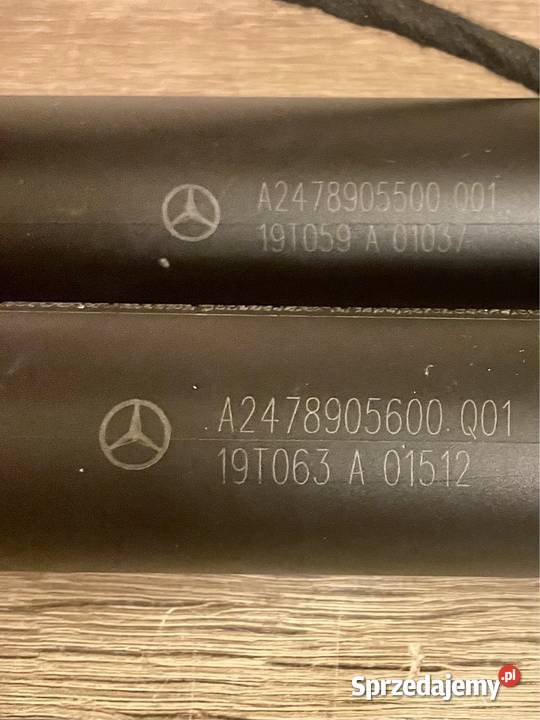 A2478905500 Q01
19T059 A 01037
A2478905600 Q01
19T063 A 01512
Sprzedajemy.pl